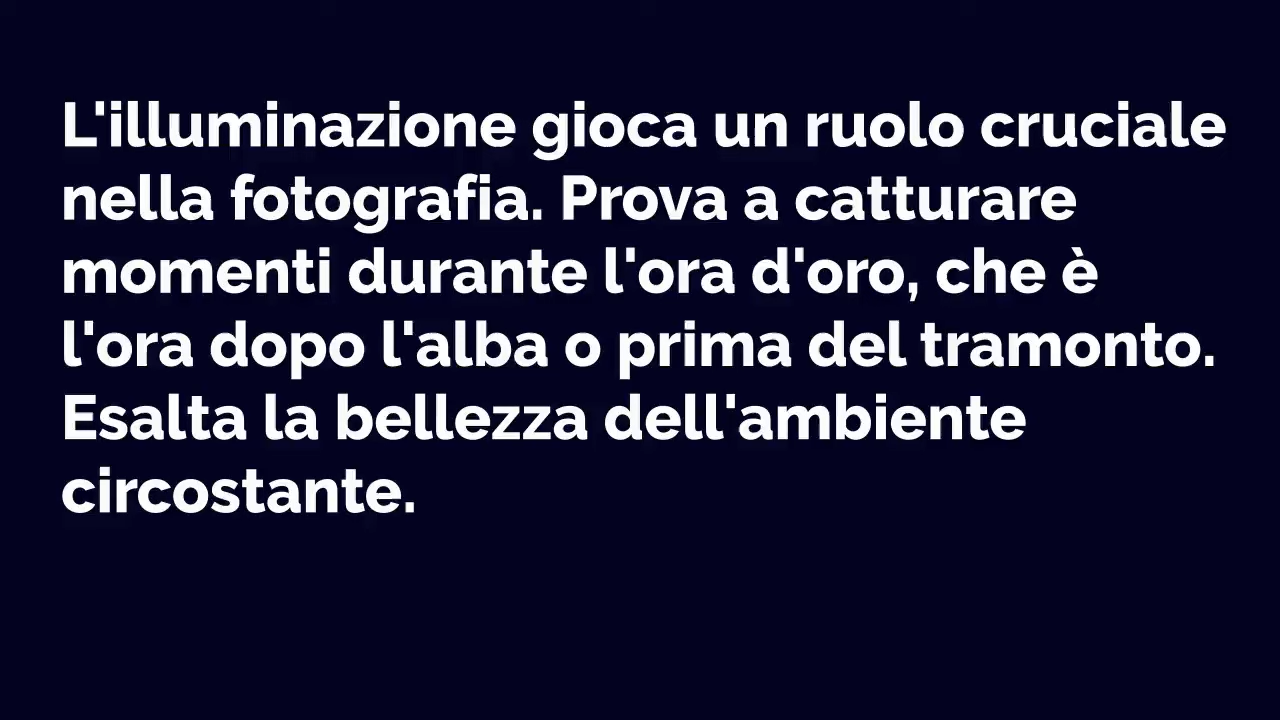 L'illuminazione gioca un ruolo cruciale
nella fotografia. Prova a catturare
momenti durante l'ora d'oro, che è
l'ora dopo l'alba o prima del tramonto.
Esalta la bellezza dell'ambiente
circostante.